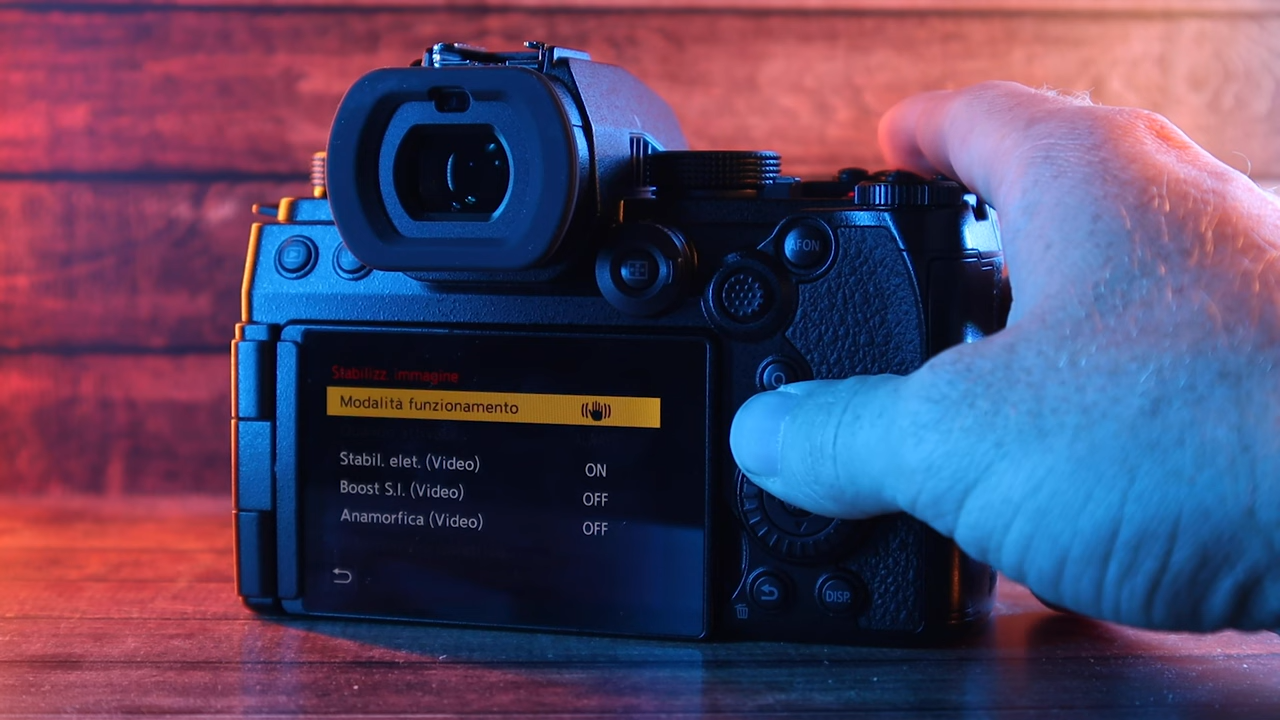 AFON
Q
Stabilizz. immagine
Modalità funzionamento
Stabil. elet. (Video) ON
Boost S.I. (Video) OFF
Anamorfica (Video) OFF
DISP.